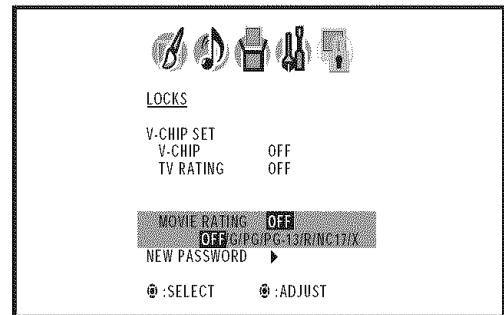 LOCKS
V-CHIP SET
V-CHIP OFF
TV RATING OFF
MOVIE RATING OFF
OFF/G/PG/PG-13/R/NC17/X
NEW PASSWORD ▶
:SELECT :ADJUST